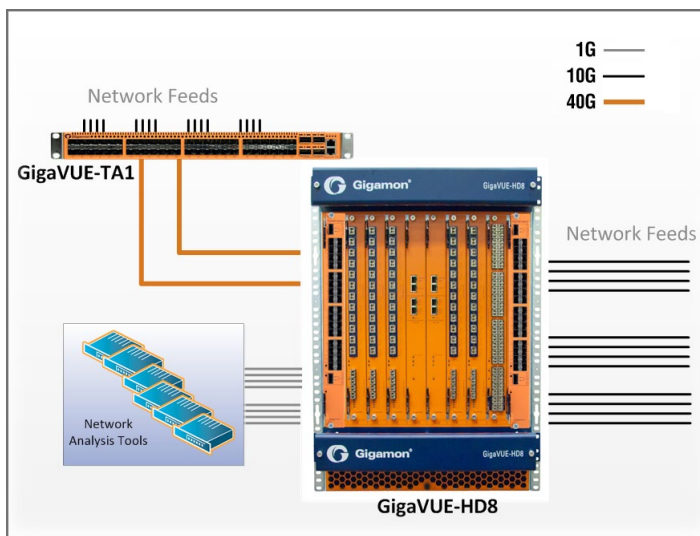 1G
10G
40G
Network Feeds
GigaVUE-TA1
Gigamon®
GigaVUE-HD8
Network Feeds
Network
Analysis Tools
Gigamon®
GigaVUE-HD8
GigaVUE-HD8